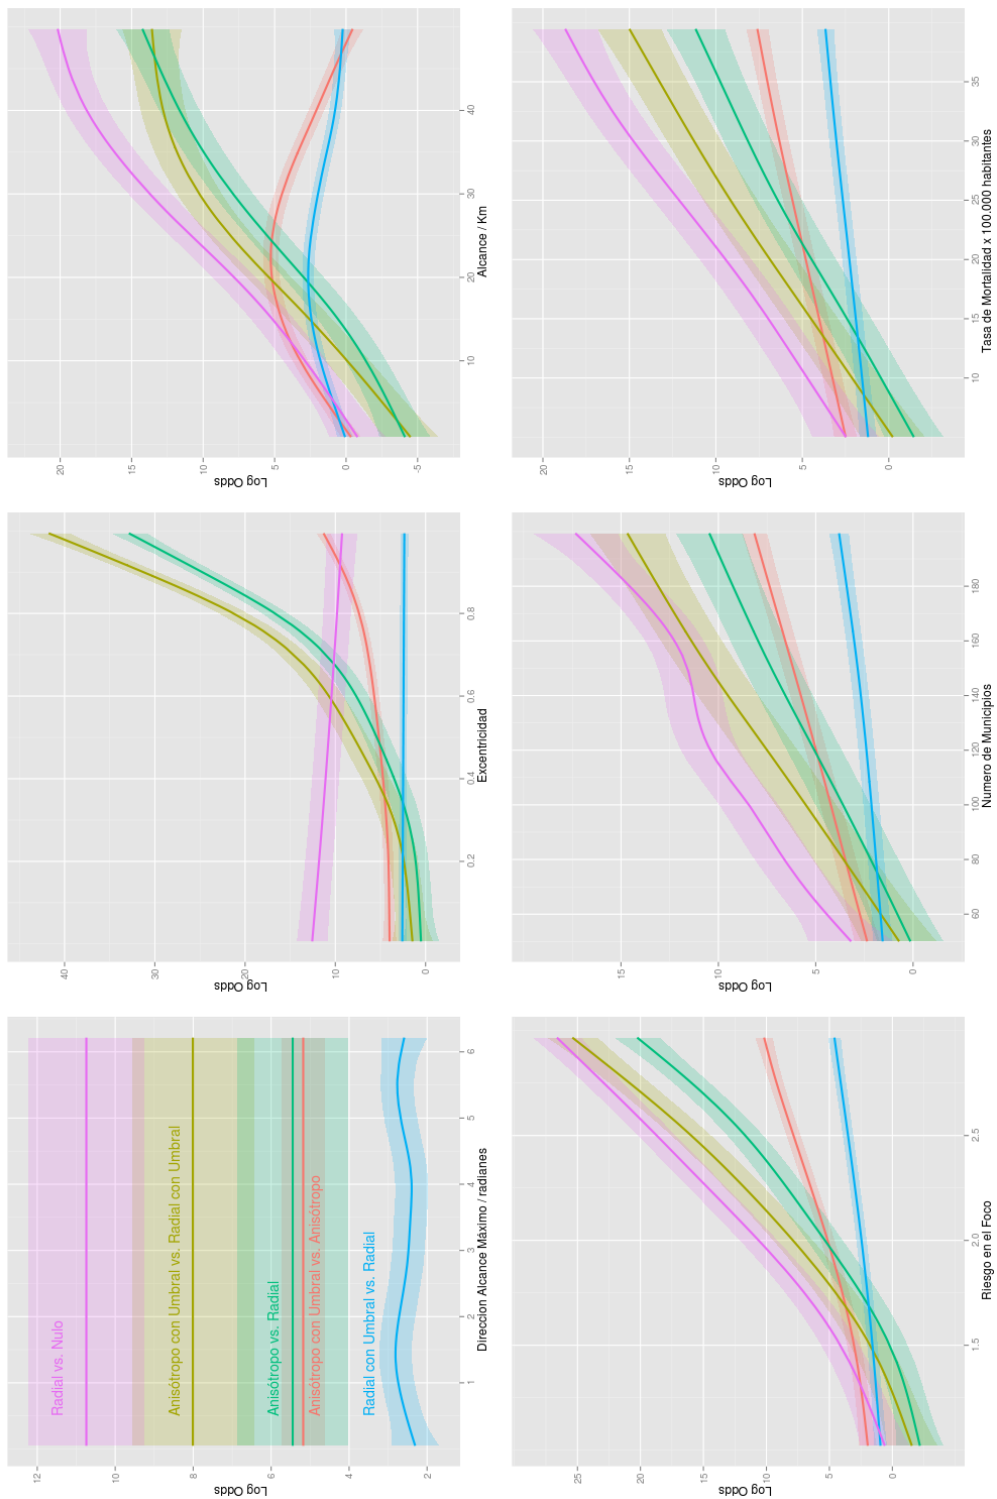 12
10
8
6
4
2
Log Odds
Radial vs. Nulo
Anisótropo con Umbral vs. Radial con Umbral
Anisótropo vs. Radial
Anisótropo con Umbral vs. Anisótropo
Radial con Umbral vs. Radial
1 2 3 4 5 6
Direccion Alcance Máximo / radianes
40
30
20
10
0
Log Odds
0.2 0.4 0.6 0.8
Excentricidad
20
15
10
5
0
-5
Log Odds
10 20 30 40
Alcance / Km
25
20
15
10
5
0
Log Odds
1.5 2.0 2.5
Riesgo en el Foco
15
10
5
0
Log Odds
60 80 100 120 140 160 180
Numero de Municipios
20
15
10
5
0
Log Odds
10 15 20 25 30 35
Tasa de Mortalidad x 100.000 habitantes